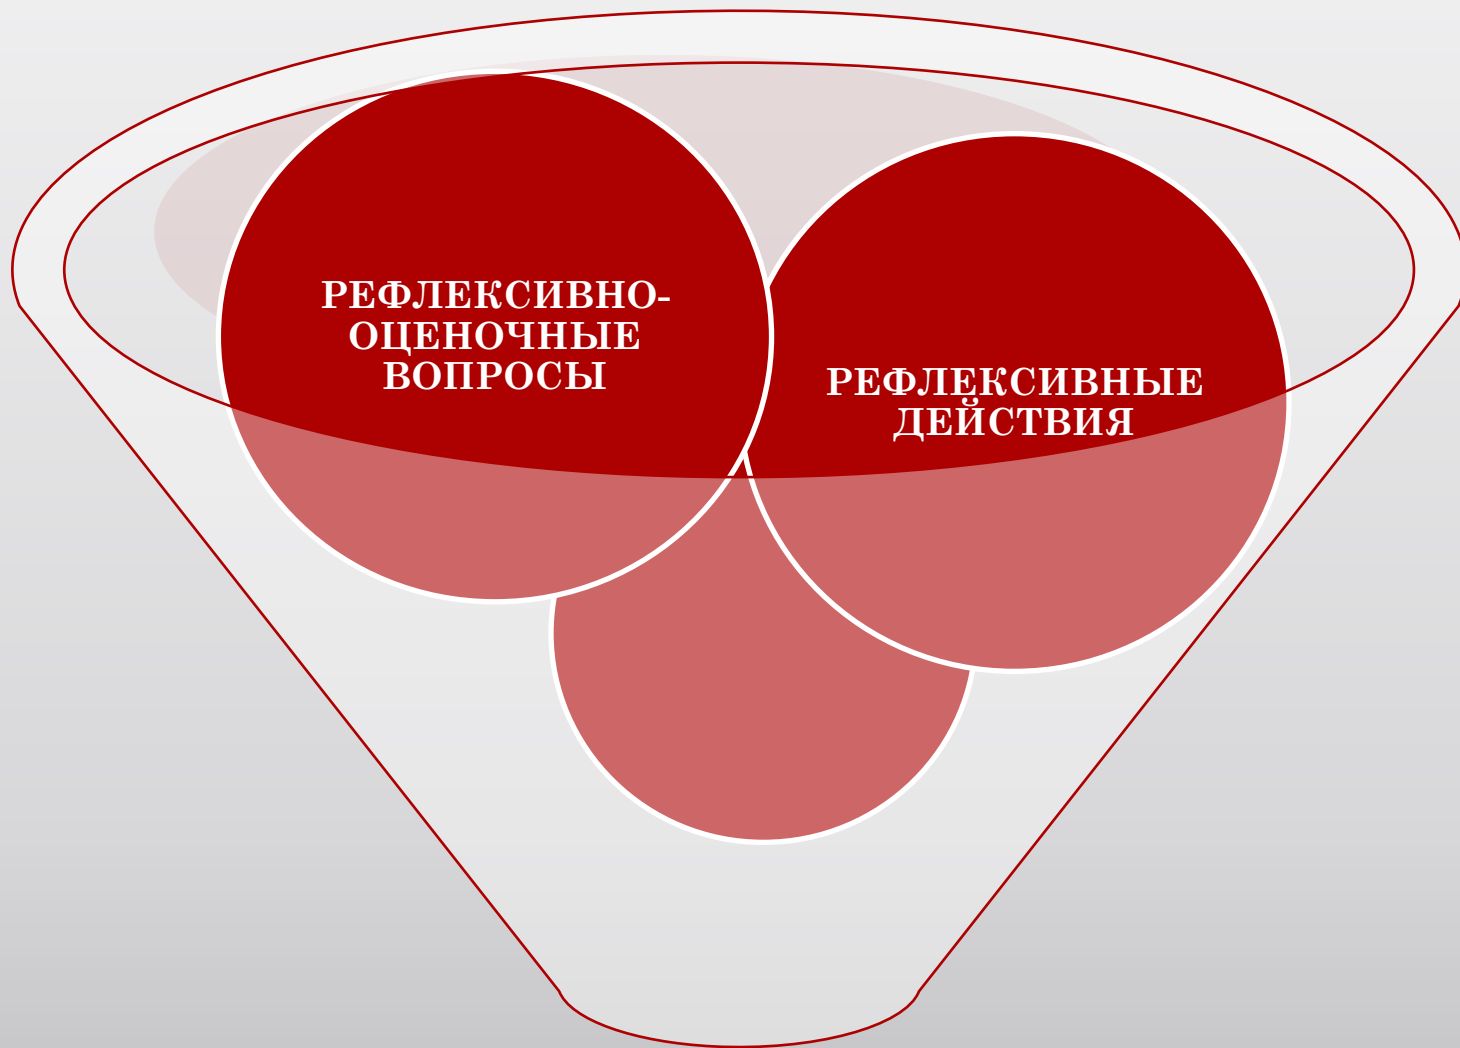 РЕФЛЕКСИВНО-
ОЦЕНОЧНЫЕ
ВОПРОСЫ
РЕФЛЕКСИВНЫЕ
ДЕЙСТВИЯ